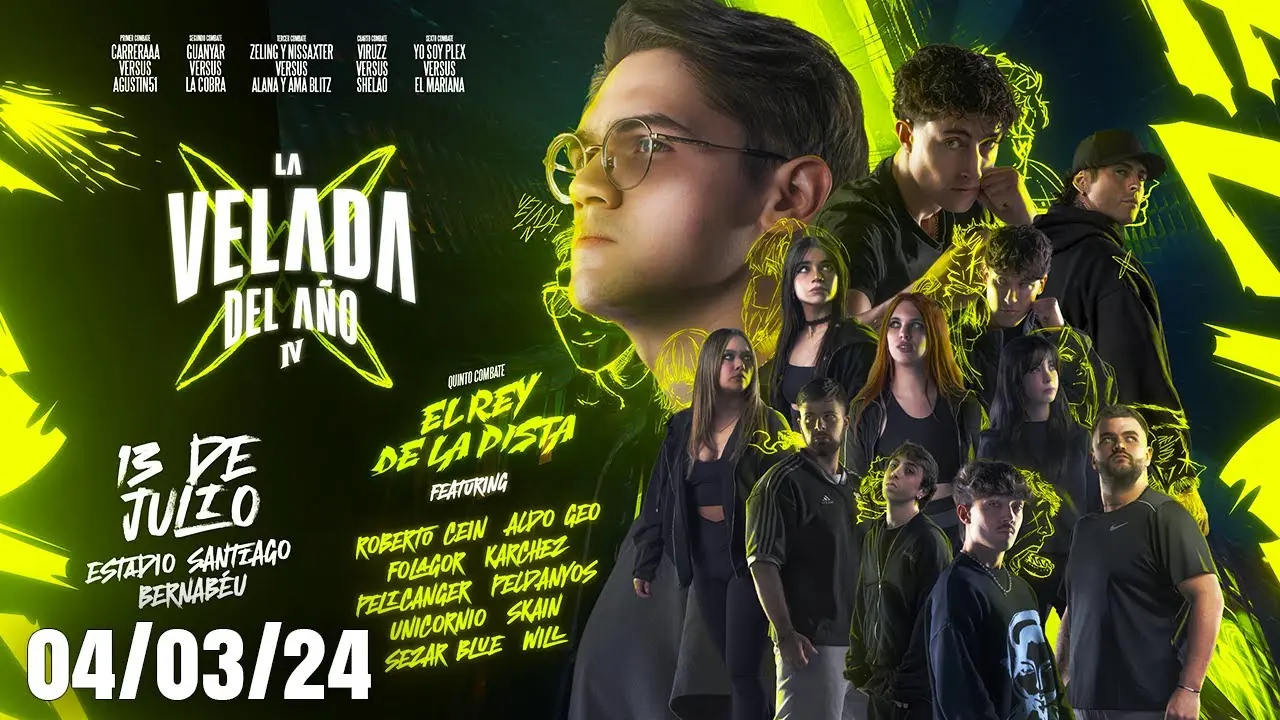 PRIMER COMBATE
CARRERAAA
VERSUS
AGUSTIN51
SEGUNDO COMBATE
GUANYAR
VERSUS
LA COBRA
TERCER COMBATE
ZELING Y NISSAXTER
VERSUS
ALANA Y AMA BLITZ
CUARTO COMBATE
VIRUZZ
VERSUS
SHELAO
SEXTO COMBATE
YO SOY PLEX
VERSUS
EL MARIANA
LA
VELADA
DEL AÑO
IV
VELADA
IV
QUINTO COMBATE
EL REY
DE LA PISTA
FEATURING
ROBERTO CEIN ALDO GEO
FOLAGOR KARCHEZ
PELICANGER PELDANYOS
UNICORNIO SKAIN
SEZAR BLUE WILL
13 DE
JULIO
ESTADIO SANTIAGO
BERNABÉU
04/03/24